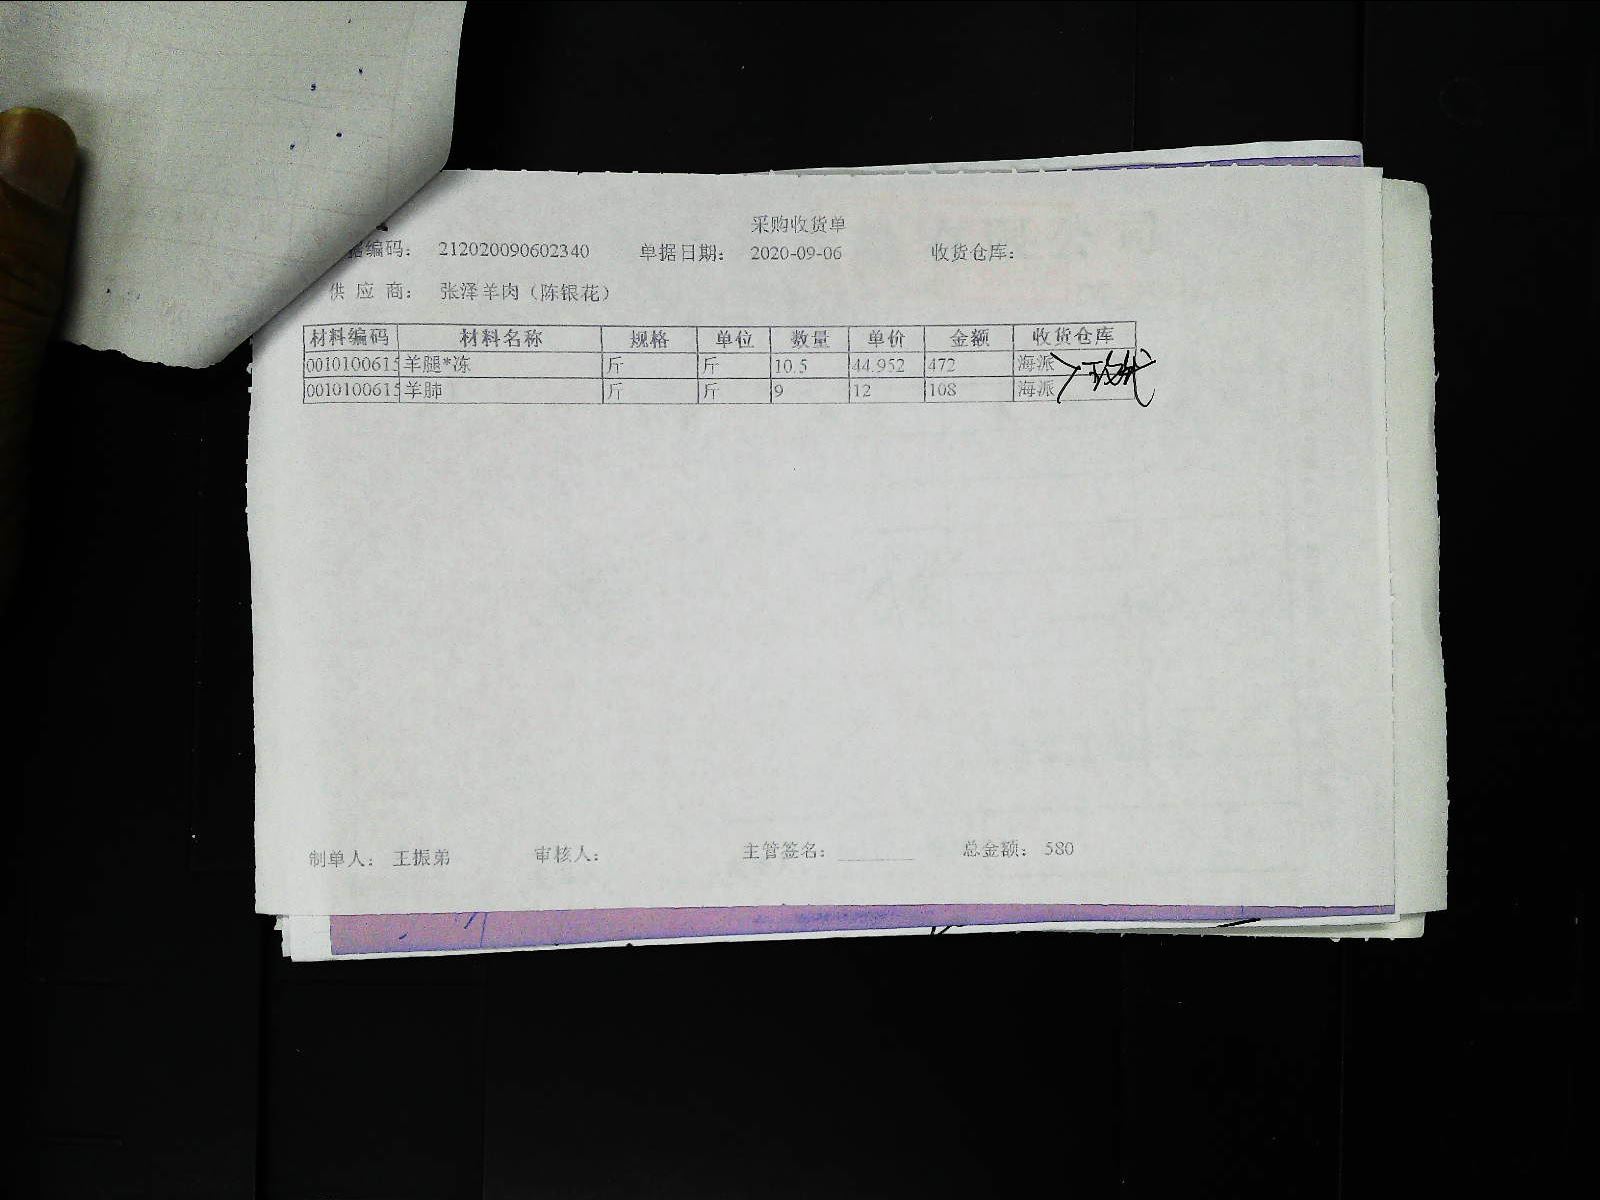 采购收货单
据编码： 212020090602340 单据日期： 2020-09-06 收货仓库：
供 应 商： 张泽羊肉（陈银花）
材料编码 材料名称 规格 单位 数量 单价 金额 收货仓库
0010100615 羊腿*冻 斤 斤 10.5 44.952 472 海派
0010100615 羊肺 斤 斤 9 12 108 海派
制单人： 王振弟 审核人： 主管签名： 总金额： 580